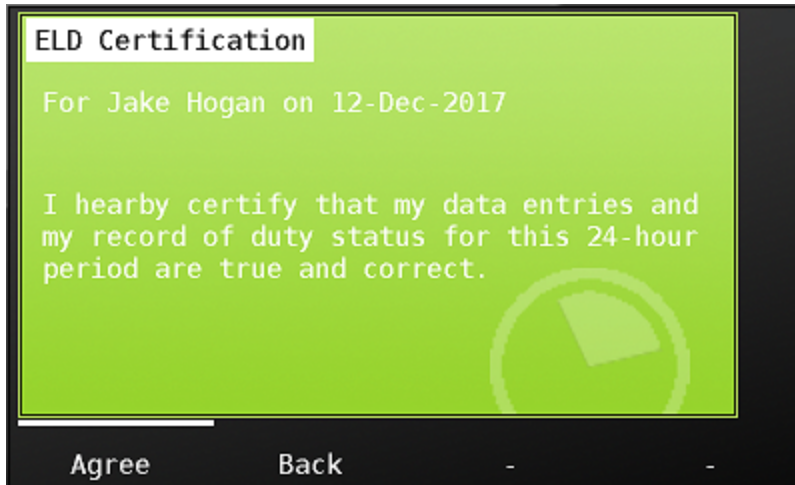 ELD Certification
For Jake Hogan on 12-Dec-2017
I hearby certify that my data entries and
my record of duty status for this 24-hour
period are true and correct.
Agree Back - -